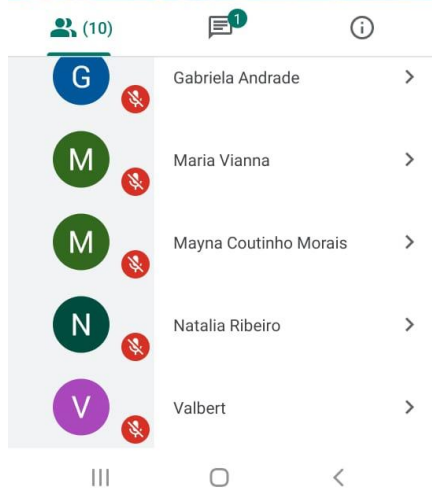 (10)
1
G
Gabriela Andrade
M
Maria Vianna
M
Mayna Coutinho Morais
N
Natalia Ribeiro
V
Valbert